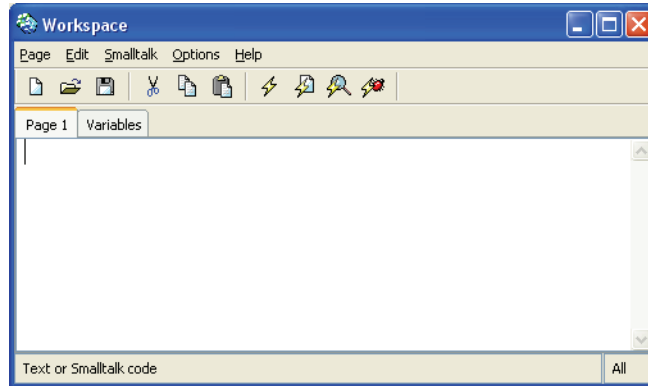 Workspace
Page Edit Smalltalk Options Help
Page 1 Variables
Text or Smalltalk code All